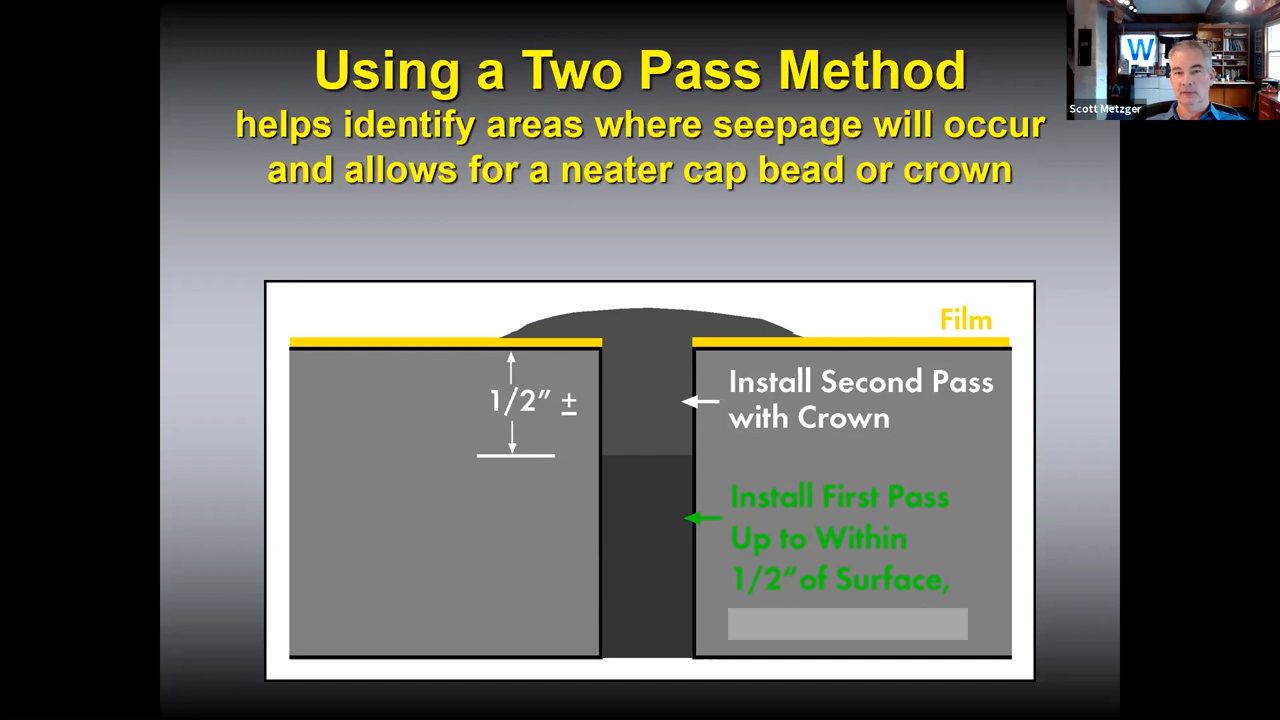 Using a Two Pass Method
helps identify areas where seepage will occur
and allows for a neater cap bead or crown
W
Scott Metzger
Film
Install Second Pass
with Crown
1/2” ±
Install First Pass
Up to Within
1/2”of Surface,